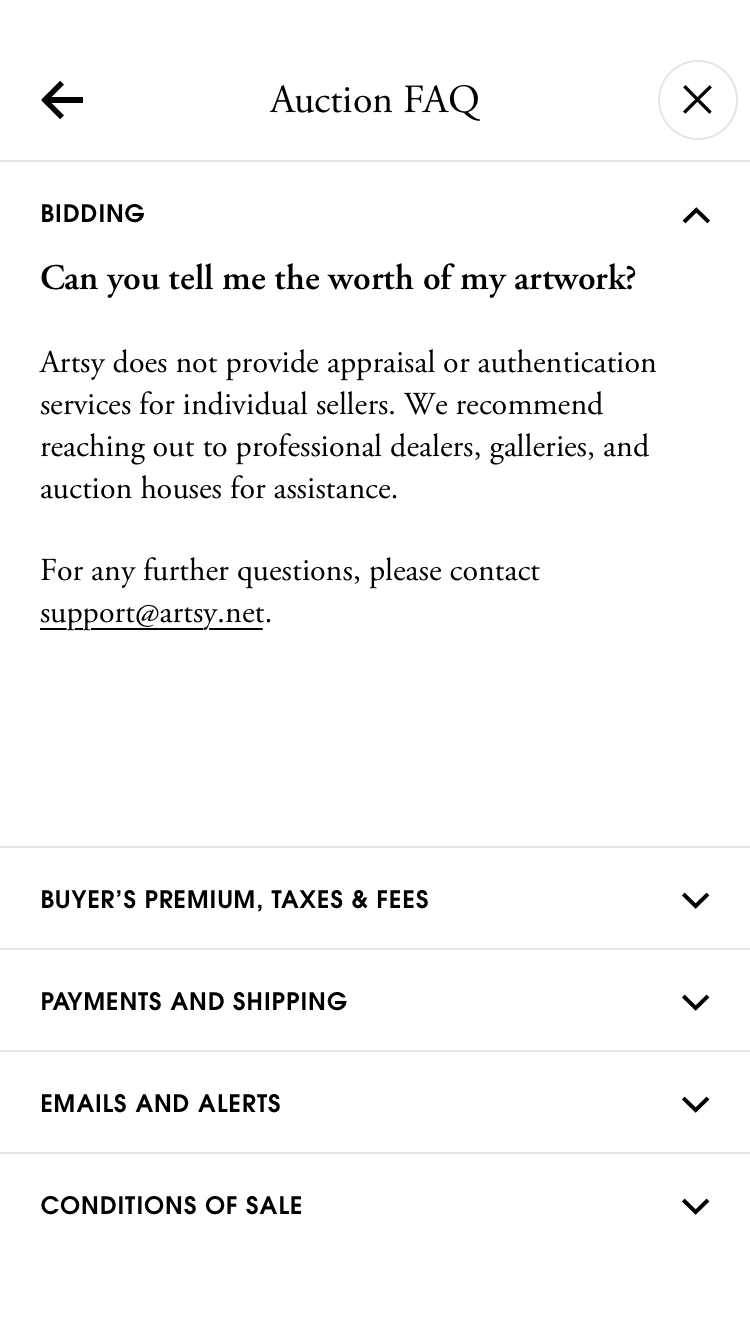 Auction FAQ
BIDDING
Can you tell me the worth of my artwork?
Artsy does not provide appraisal or authentication
services for individual sellers. We recommend
reaching out to professional dealers, galleries, and
auction houses for assistance.
For any further questions, please contact
support@artsy.net.
BUYER’S PREMIUM, TAXES & FEES
PAYMENTS AND SHIPPING
EMAILS AND ALERTS
CONDITIONS OF SALE